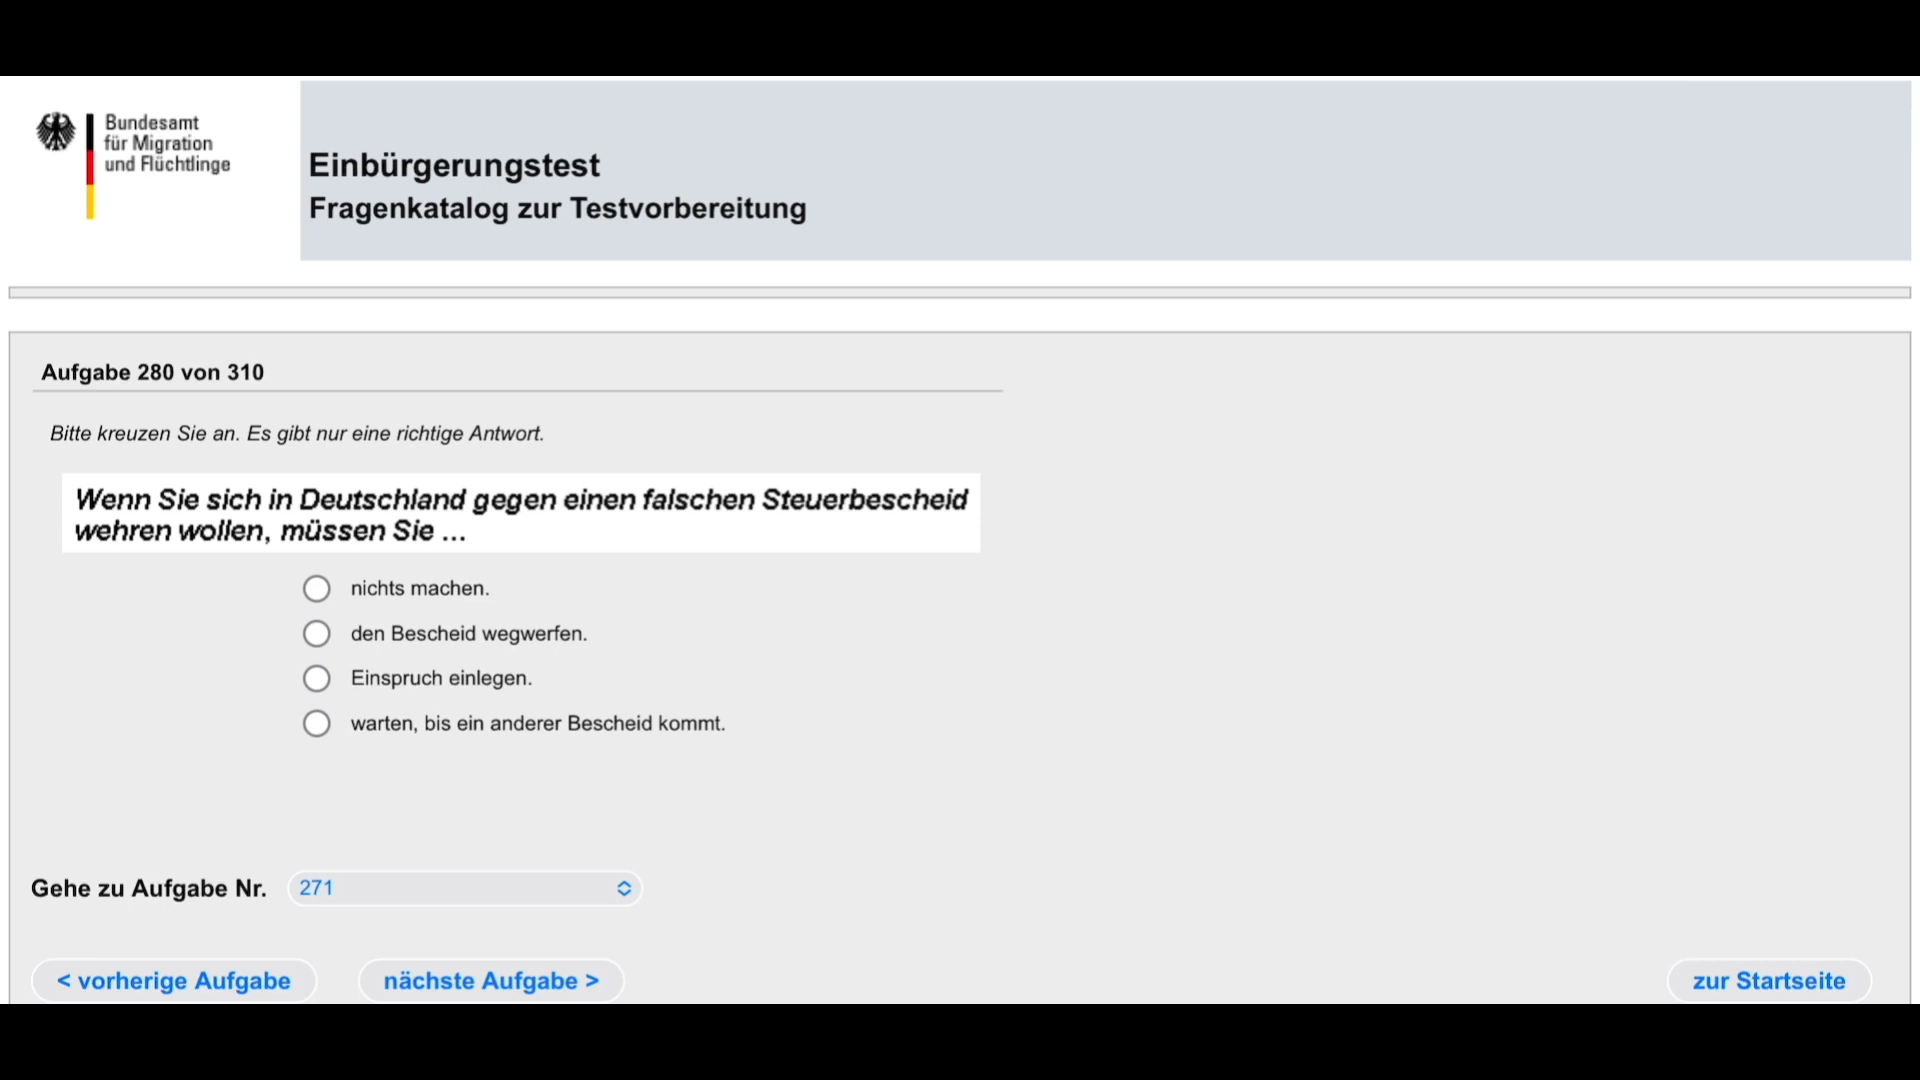 Bundesamt
für Migration
und Flüchtlinge
Einbürgerungstest
Fragenkatalog zur Testvorbereitung
Aufgabe 280 von 310
Bitte kreuzen Sie an. Es gibt nur eine richtige Antwort.
Wenn Sie sich in Deutschland gegen einen falschen Steuerbescheid
wehren wollen, müssen Sie ...
nichts machen.
den Bescheid wegwerfen.
Einspruch einlegen.
warten, bis ein anderer Bescheid kommt.
Gehe zu Aufgabe Nr. 271
< vorherige Aufgabe nächste Aufgabe > zur Startseite